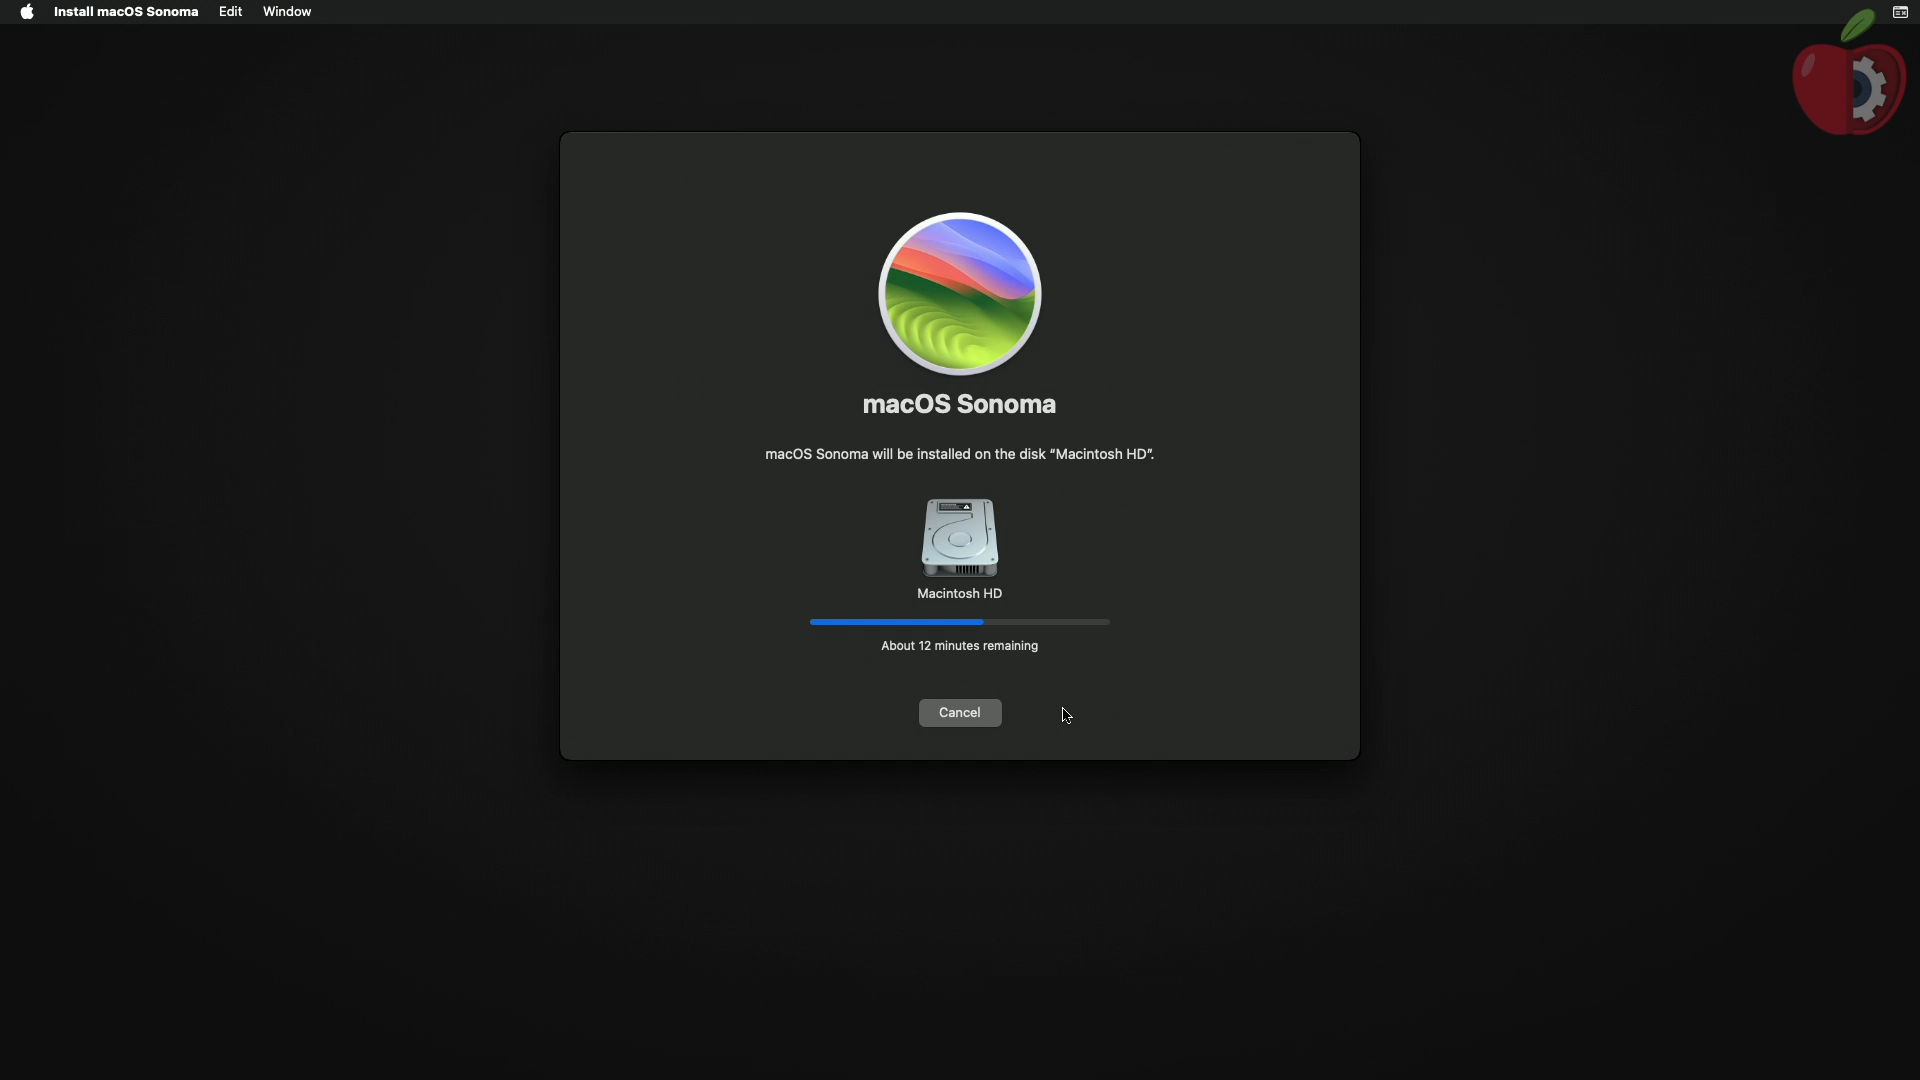 Install macOS Sonoma Edit Window
macOS Sonoma
macOS Sonoma will be installed on the disk “Macintosh HD”.
Macintosh HD
About 12 minutes remaining
Cancel